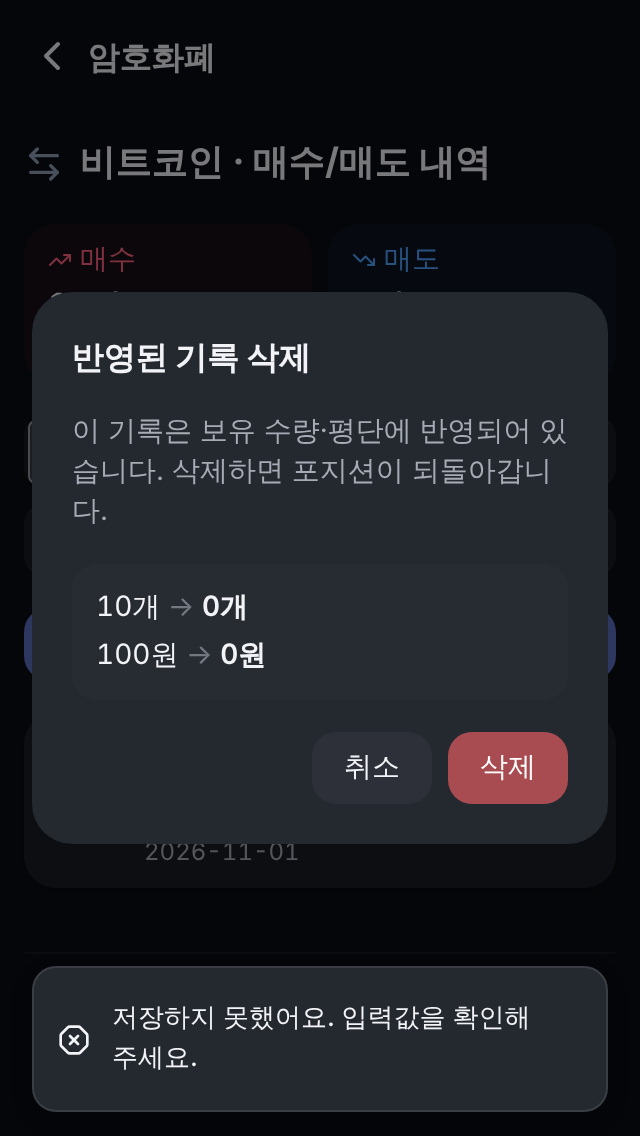 암호화폐
비트코인 · 매수/매도 내역
매수
매도
반영된 기록 삭제
이 기록은 보유 수량·평단에 반영되어 있
습니다. 삭제하면 포지션이 되돌아갑니
다.
10개 → 0개
100원 → 0원
취소
삭제
2026-11-01
저장하지 못했어요. 입력값을 확인해
주세요.